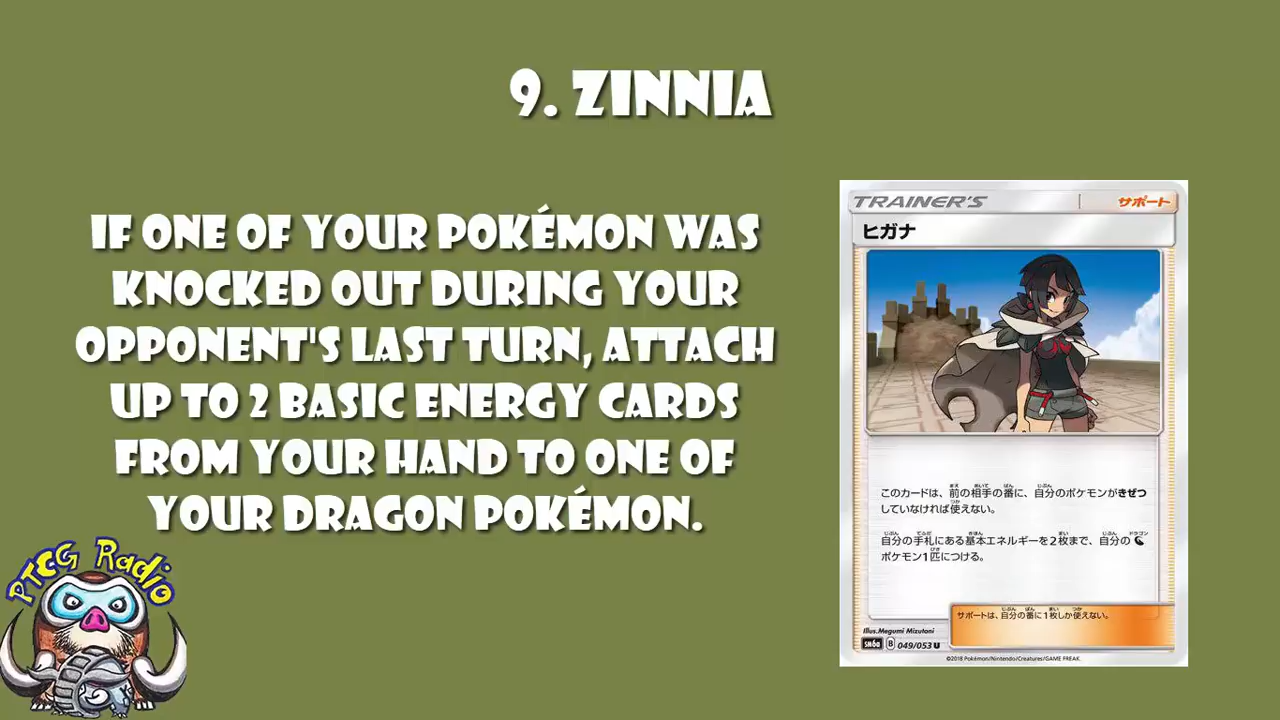 9. ZINNIA
IF ONE OF YOUR POKÉMON WAS
KNOCKED OUT DURING YOUR
OPPONENT'S LAST TURN, ATTACH
UP TO 2 BASIC ENERGY CARDS
FROM YOUR HAND TO ONE OF
YOUR DRAGON POKÉMON.
TRAINER'S
サポート
ヒガナ
このカードは、前の相手の番に、自分のポケモンがきぜつ
していなければ使えない。
自分の手札にある基本エネルギーを2枚まで、自分の
ポケモン1匹につける。
サポートは、自分の番に1枚しか使えない。
Illus.Megumi Mizutani
SM6a B 049/053 U
©2018 Pokémon/Nintendo/Creatures/GAME FREAK.
PTCG Radio